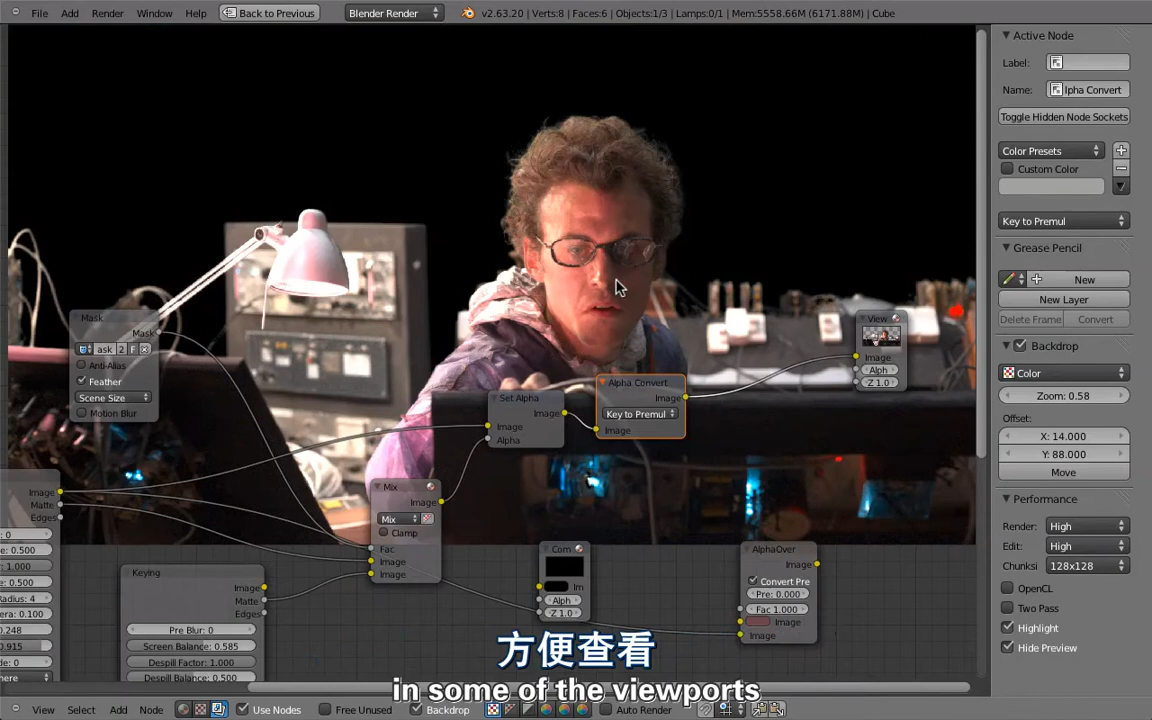 File Add Render Window Help Back to Previous Blender Render v2.63.20 | Verts:8 | Faces:6 | Objects:1/3 | Lamps:0/1 | Mem:5558.66M (6171.88M) | Cube
Active Node
Label:
Name: lpha Convert
Toggle Hidden Node Sockets
Color Presets
Custom Color
Key to Premul
Grease Pencil
New
New Layer
Delete Frame Convert
Backdrop
Color
Zoom: 0.58
Offset:
X: 14.000
Y: 88.000
Move
Performance
Render: High
Edit: High
Chunksi 128x128
OpenCL
Two Pass
Highlight
Hide Preview
Mask
Mask
ask 2 F
Anti-Alias
Feather
Scene Size
Motion Blur
View
Image
Alph
Z 1.0
Set Alpha
Image
Image
Alpha
Alpha Convert
Image
Key to Premul
Image
Image
Matte
Edges
Mix
Image
Mix
Clamp
Fac
Image
Image
Keying
Image
Matte
Edges
Pre Blur: 0
Screen Balance: 0.585
Despill Factor: 1.000
Despill Balance: 0.500
Com
Im
Alph
Z 1.0
AlphaOver
Image
Convert Pre
Pre: 0.000
Fac 1.000
Image
Image
方便查看
in some of the viewports
View Select Add Node Use Nodes Free Unused Backdrop Auto Render